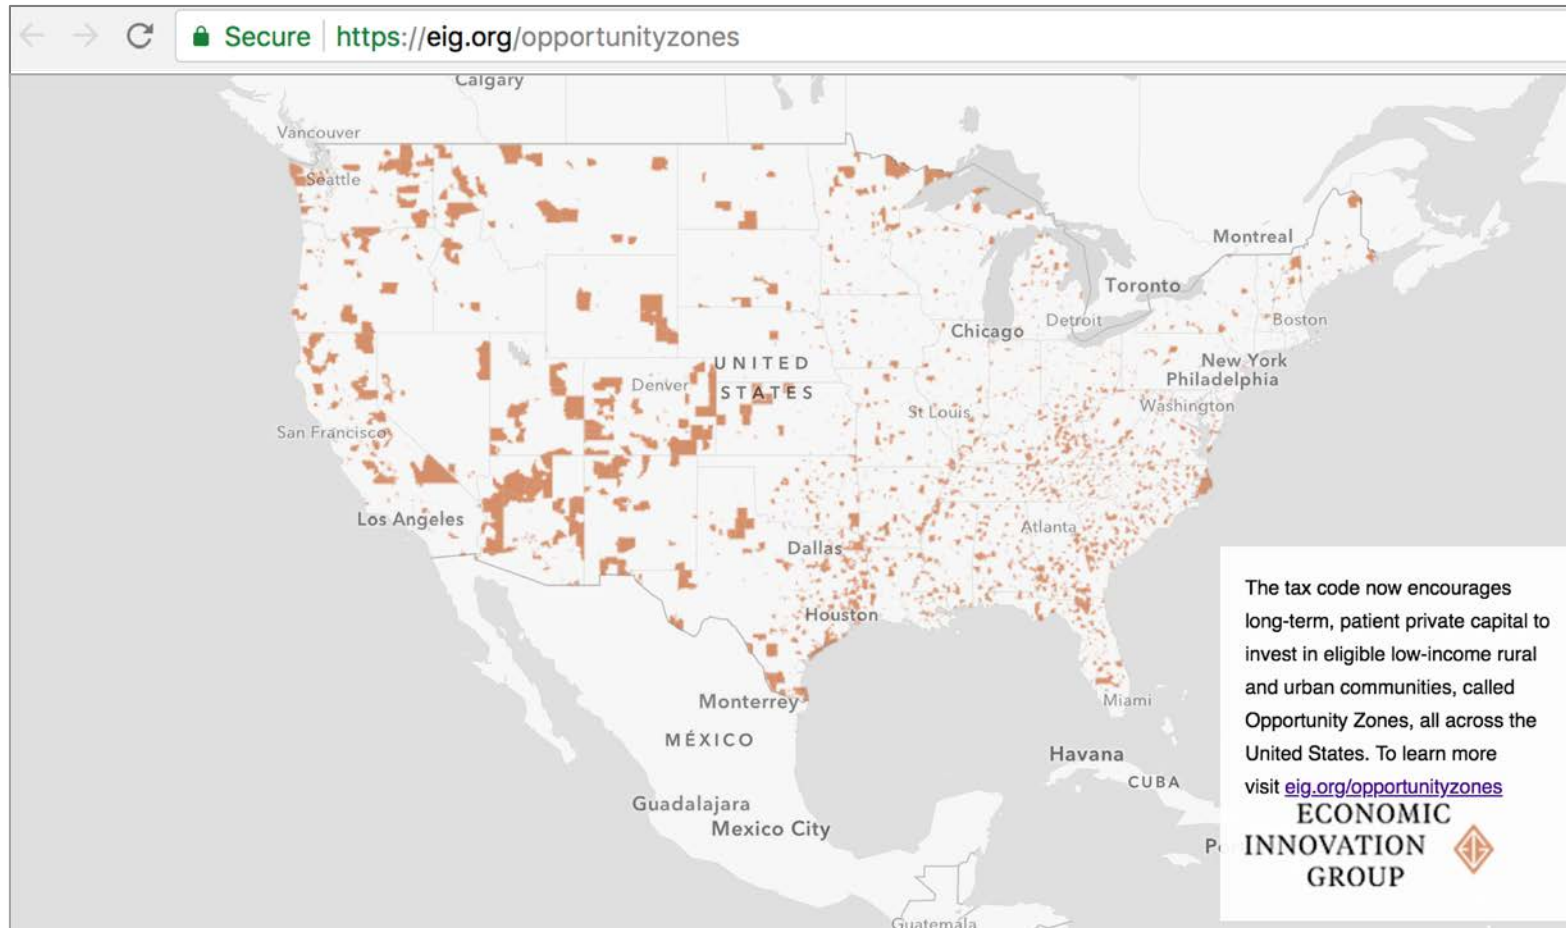 Secure | https://eig.org/opportunityzones
Calgary
Vancouver
Seattle
Montreal
Toronto
Chicago
Detroit
Boston
UNITED
STATES
New York
Philadelphia
Denver
Washington
St Louis
San Francisco
Los Angeles
Atlanta
Dallas
Houston
Monterrey
Miami
MÉXICO
Havana
CUBA
Guadalajara
Mexico City
Guatemala
The tax code now encourages
long-term, patient private capital to
invest in eligible low-income rural
and urban communities, called
Opportunity Zones, all across the
United States. To learn more
visit eig.org/opportunityzones
ECONOMIC
INNOVATION
GROUP